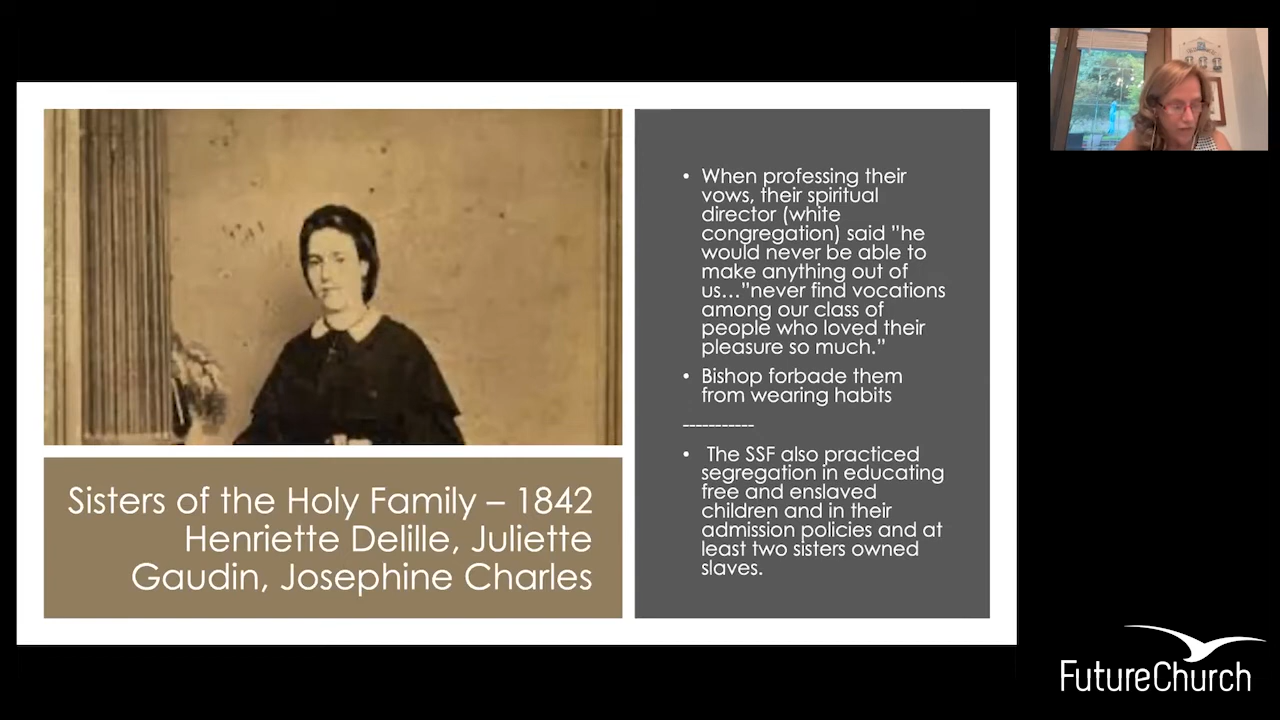 Sisters of the Holy Family – 1842
Henriette Delille, Juliette
Gaudin, Josephine Charles
• When professing their
vows, their spiritual
director (white
congregation) said ”he
would never be able to
make anything out of
us…”never find vocations
among our class of
people who loved their
pleasure so much.”
• Bishop forbade them
from wearing habits
-----------
• The SSF also practiced
segregation in educating
free and enslaved
children and in their
admission policies and at
least two sisters owned
slaves.
FutureChurch